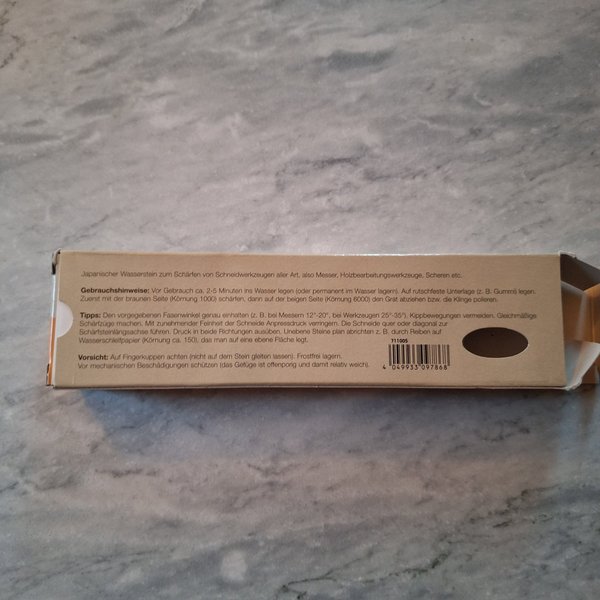 Japanischer Wasserstein zum Schärfen von Schneidwerkzeugen aller Art, also Messer, Holzbearbeitungswerkzeuge, Scheren etc.
Gebrauchshinweise: Vor Gebrauch ca. 2-5 Minuten ins Wasser legen (oder permanent im Wasser lagern). Auf rutschfeste Unterlage (z. B. Gummi) legen.
Zuerst mit der braunen Seite (Körnung 1000) schärfen, dann auf der beigen Seite (Körnung 6000) den Grat abziehen bzw. die Klinge polieren.
Tipps: Den vorgegebenen Fasenwinkel genau einhalten (z. B. bei Messern 12°-20°, bei Werkzeugen 25°-35°), Kippbewegungen vermeiden. Gleichmäßige
Schärfzüge machen. Mit zunehmender Feinheit der Schneide Anpressdruck verringern. Die Schneide quer oder diagonal zur
Schärfsteinlängsachse führen. Druck in beide Richtungen ausüben. Unebene Steine plan abrichten z. B. durch Reiben auf
Wasserschleifpapier (Körnung ca. 150), das man auf eine ebene Fläche legt.
711005
Vorsicht: Auf Fingerkuppen achten (nicht auf dem Stein gleiten lassen). Frostfrei lagern.
Vor mechanischen Beschädigungen schützen (das Gefüge ist offenporig und damit relativ weich).
4 049933 097868